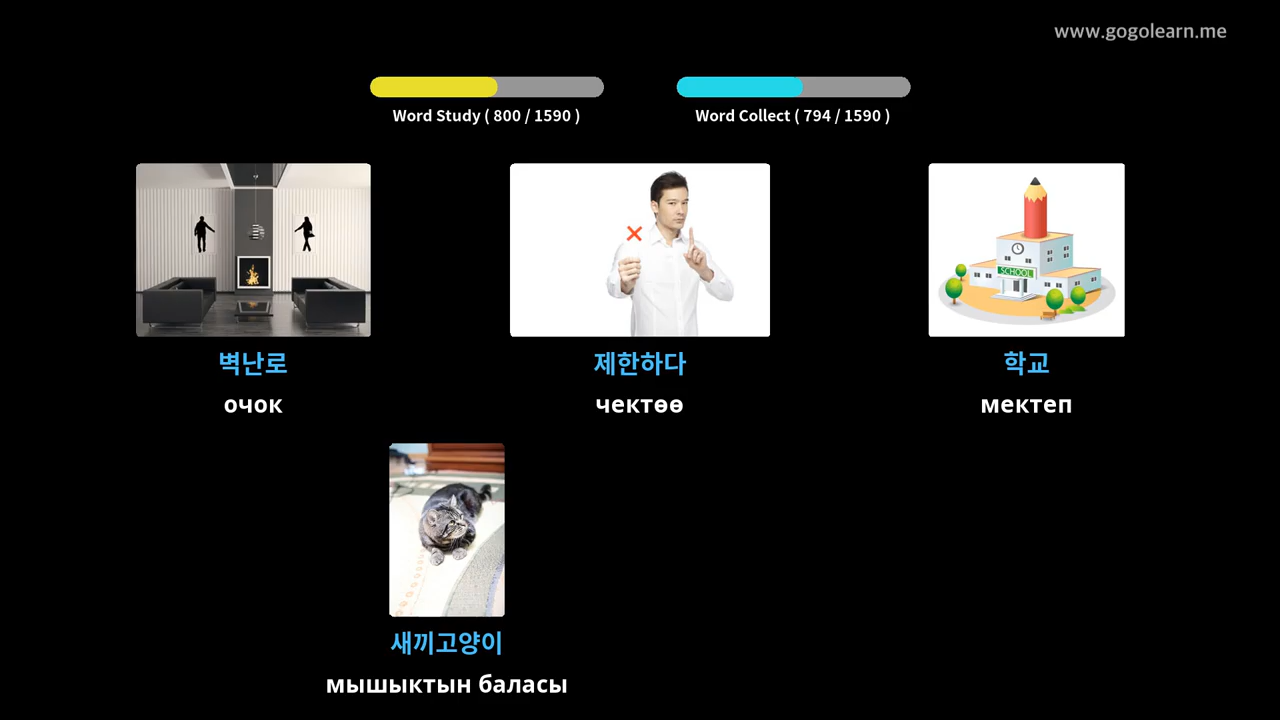 www.gogolearn.me
Word Study ( 800 / 1590 )
Word Collect ( 794 / 1590 )
SCHOOL
벽난로
제한하다
학교
очок
чектөө
мектеп
새끼고양이
мышыктын баласы